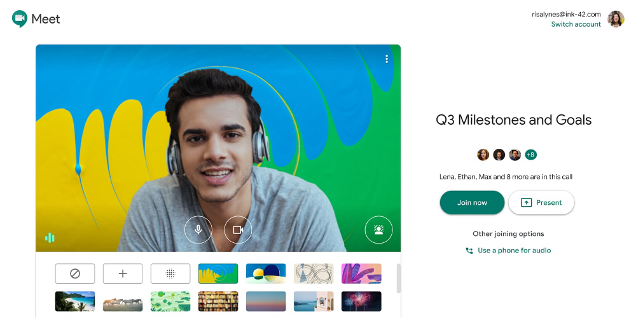 Meet
risalynes@ink-42.com
Switch account
Q3 Milestones and Goals
+8
Lena, Ethan, Max and 8 more are in this call
Join now
Present
Other joining options
Use a phone for audio